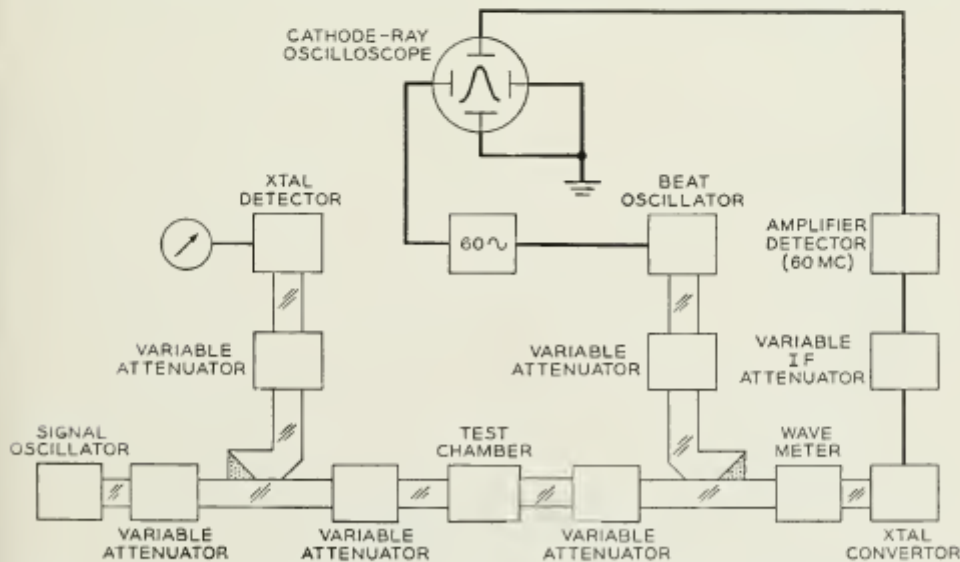 CATHODE-RAY
OSCILLOSCOPE
XTAL
DETECTOR
BEAT
OSCILLATOR
60∿
AMPLIFIER
DETECTOR
(60 MC)
VARIABLE
ATTENUATOR
VARIABLE
ATTENUATOR
VARIABLE
IF
ATTENUATOR
SIGNAL
OSCILLATOR
TEST
CHAMBER
WAVE
METER
VARIABLE
ATTENUATOR
VARIABLE
ATTENUATOR
VARIABLE
ATTENUATOR
XTAL
CONVERTOR